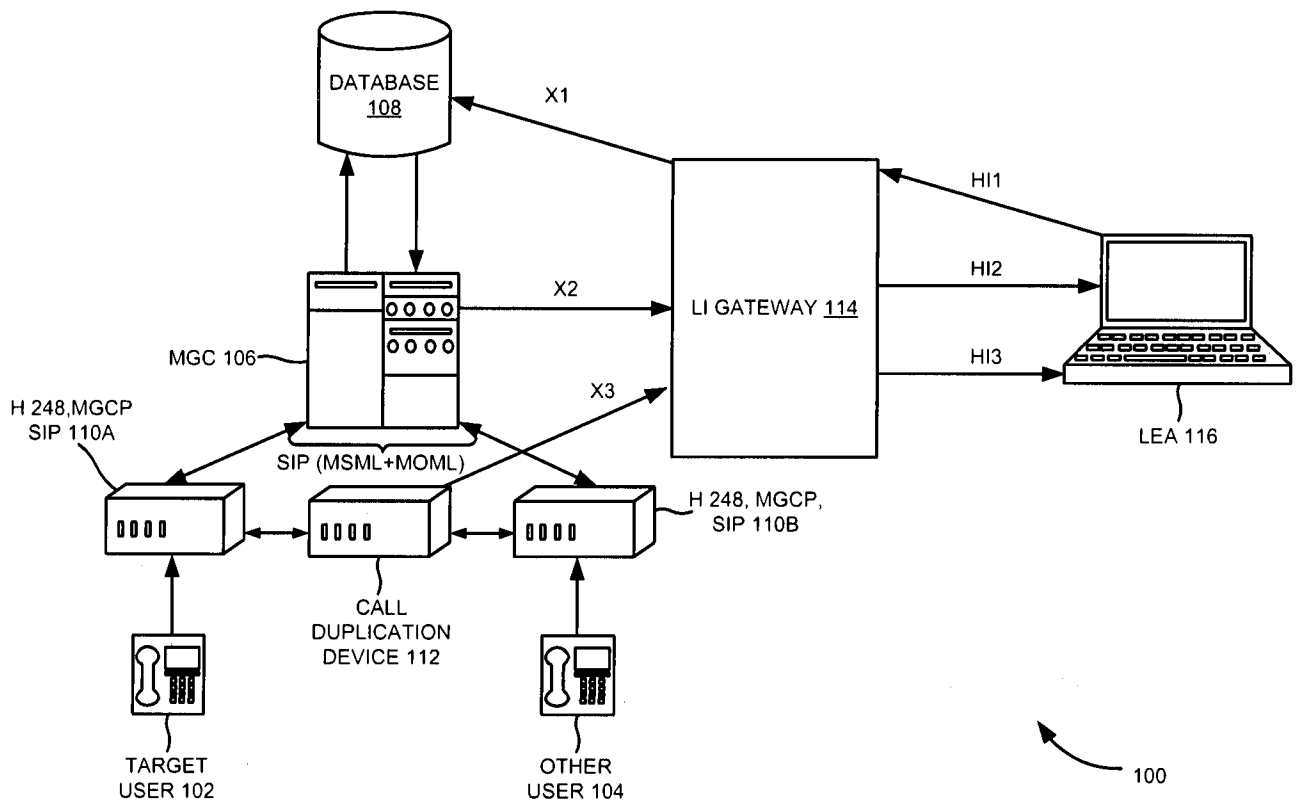 DATABASE
108
X1
HI1
HI2
X2
LI GATEWAY 114
MGC 106
HI3
X3
H 248,MGCP
SIP 110A
LEA 116
SIP (MSML+MOML)
H 248, MGCP,
SIP 110B
CALL
DUPLICATION
DEVICE 112
TARGET
USER 102
OTHER
USER 104
100